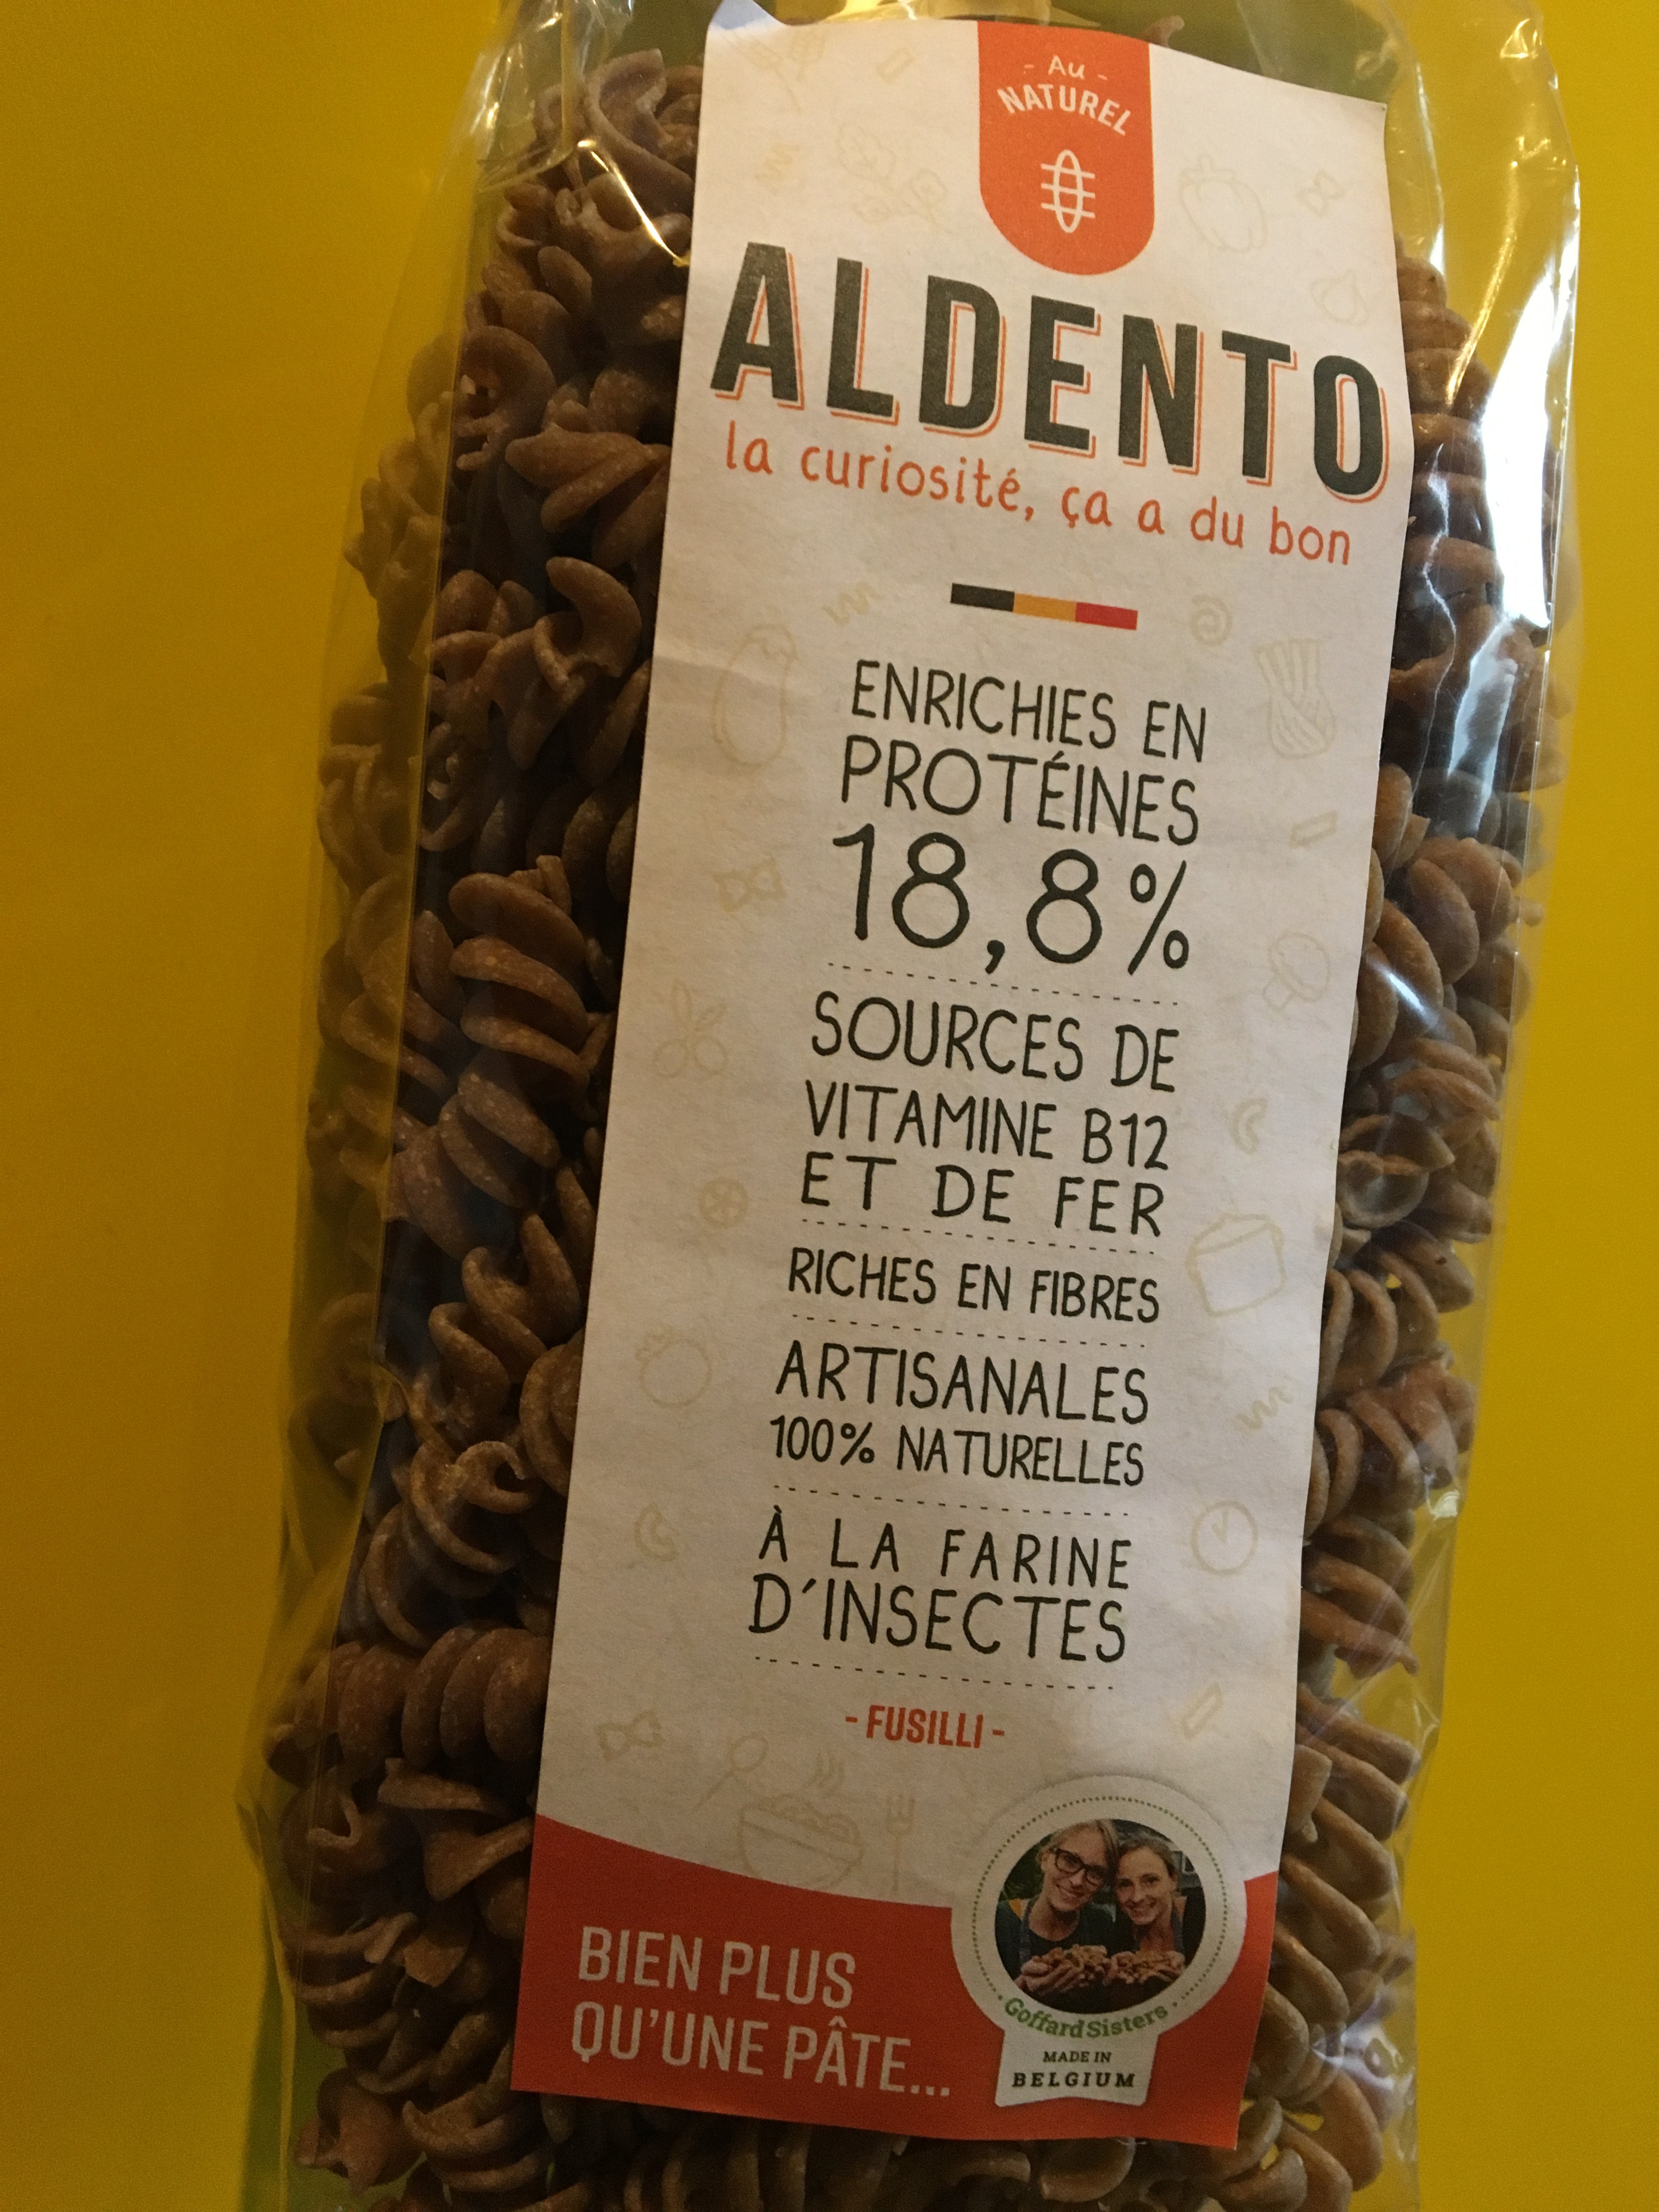 - Au -
NATUREL
ALDENTO
la curiosité, ça a du bon
ENRICHIES EN
PROTÉINES
18,8%
SOURCES DE
VITAMINE B12
ET DE FER
RICHES EN FIBRES
ARTISANALES
100% NATURELLES
À LA FARINE
D'INSECTES
- FUSILLI -
BIEN PLUS
QU'UNE PÂTE...
Goffard Sisters
MADE IN
BELGIUM